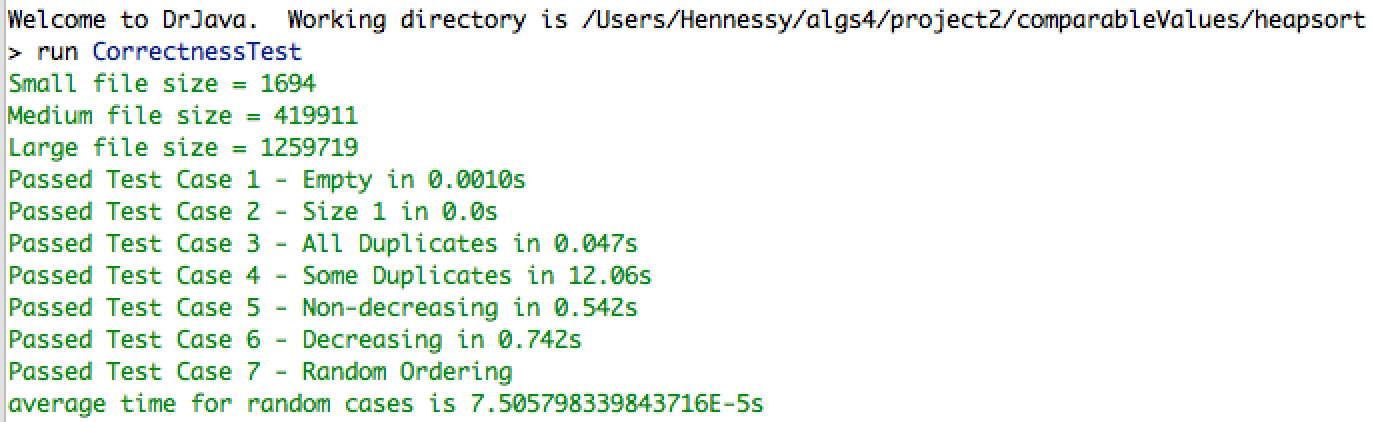 Welcome to DrJava.  Working directory is /Users/Hennessy/algs4/project2/comparableValues/heapsort
> run CorrectnessTest
Small file size = 1694
Medium file size = 419911
Large file size = 1259719
Passed Test Case 1 - Empty in 0.0010s
Passed Test Case 2 - Size 1 in 0.0s
Passed Test Case 3 - All Duplicates in 0.047s
Passed Test Case 4 - Some Duplicates in 12.06s
Passed Test Case 5 - Non-decreasing in 0.542s
Passed Test Case 6 - Decreasing in 0.742s
Passed Test Case 7 - Random Ordering
average time for random cases is 7.505798339843716E-5s